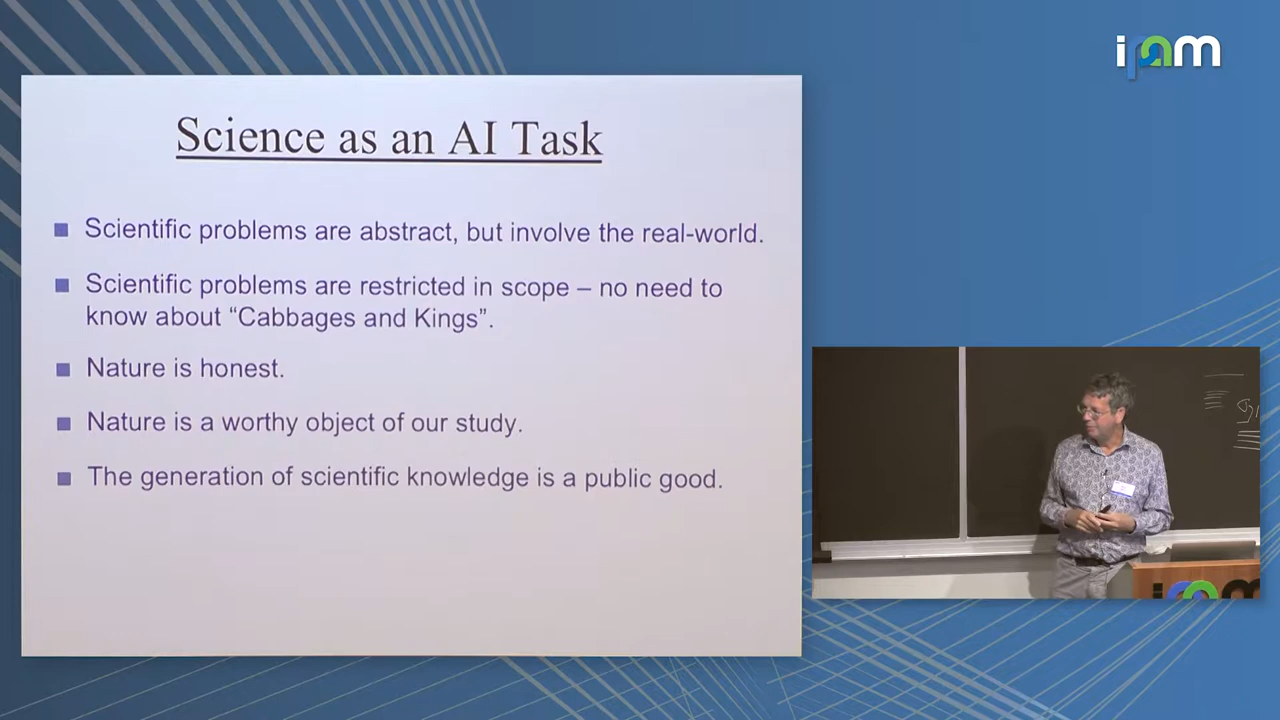 ipam
Science as an AI Task
Scientific problems are abstract, but involve the real-world.
Scientific problems are restricted in scope – no need to
know about “Cabbages and Kings”.
Nature is honest.
Nature is a worthy object of our study.
The generation of scientific knowledge is a public good.